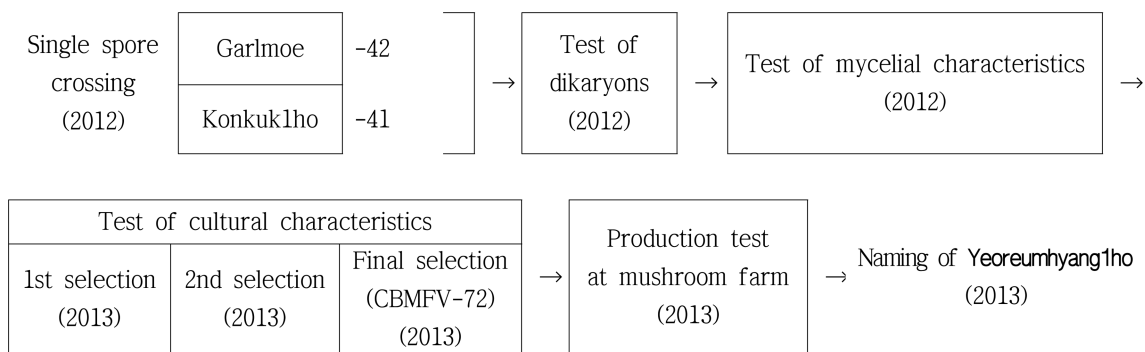 Single spore
crossing
(2012)
Garlmoe
-42
Konkuk1ho
-41
→
Test of
dikaryons
(2012)
→
Test of mycelial characteristics
(2012)
→
Test of cultural characteristics
1st selection
(2013)
2nd selection
(2013)
Final selection
(CBMFV-72)
(2013)
→
Production test
at mushroom farm
(2013)
→
Naming of Yeoreumhyang1ho
(2013)